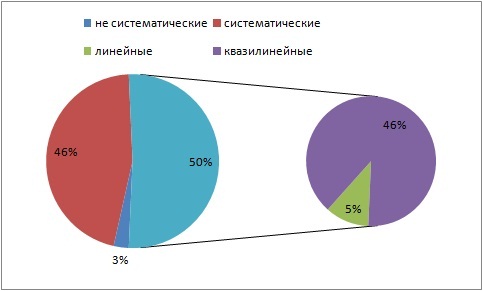 не систематические систематические
линейные квазилинейные
46%
46%
50%
5%
3%